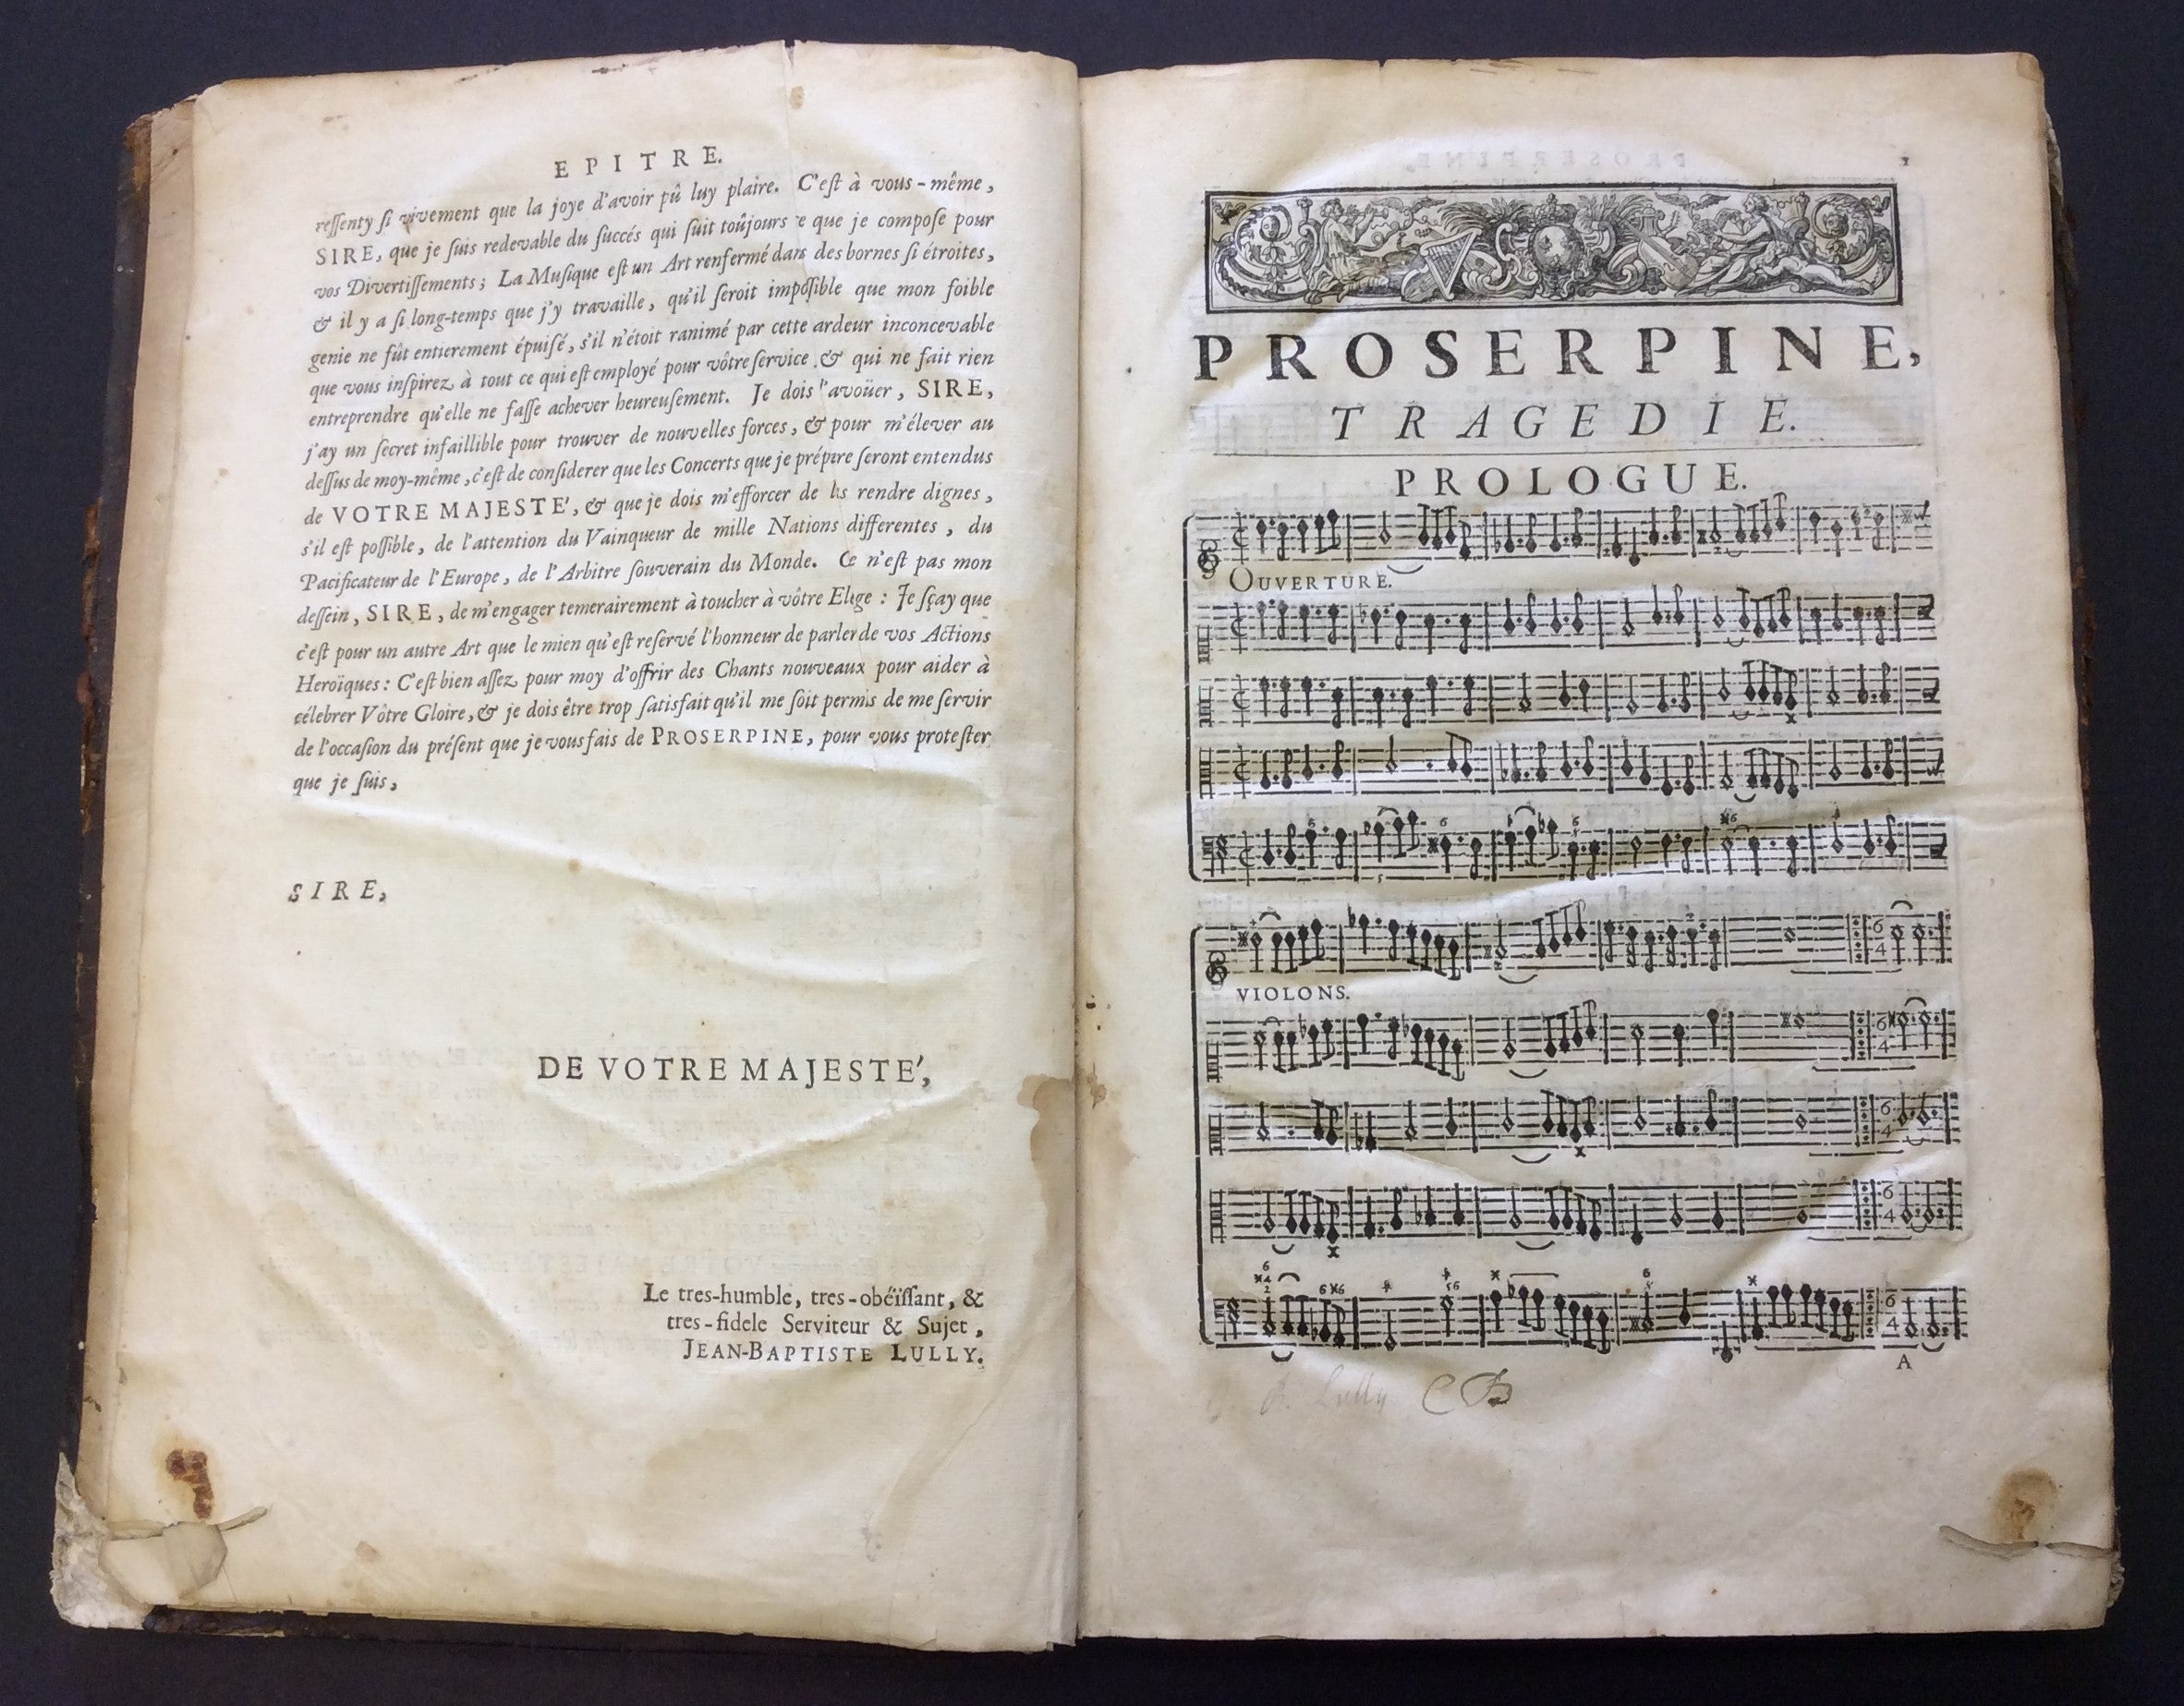 EPITRE.
reſſenty ſi vivement que la joye d'avoir pû luy plaire. C'eſt à vous-même,
SIRE, que je ſuis redevable du ſuccés qui ſuit toûjours e que je compoſe pour
vos Divertiſſements; La Muſique eſt un Art renfermé dans des bornes ſi étroites,
& il y a ſi long-temps que j'y travaille, qu'il ſeroit impoſſible que mon foible
genie ne fût entierement épuiſé, s'il n'étoit ranimé par cette ardeur inconcevable
que vous inſpirez à tout ce qui eſt employé pour vôtre ſervice & qui ne fait rien
entreprendre qu'elle ne faſſe achever heureuſement. Je dois l'avoüer, SIRE,
j'ay un ſecret infaillible pour trouver de nouvelles forces, & pour m'élever au
deſſus de moy-même, c'eſt de conſiderer que les Concerts que je prépare ſeront entendus
de VOTRE MAJESTE', & que je dois m'efforcer de les rendre dignes,
s'il eſt poſſible, de l'attention du Vainqueur de mille Nations differentes, du
Pacificateur de l'Europe, de l'Arbitre ſouverain du Monde. Ce n'eſt pas mon
deſſein, SIRE, de m'engager temerairement à toucher à vôtre Eloge : Je ſçay que
c'eſt pour un autre Art que le mien qu'eſt reſervé l'honneur de parler de vos Actions
Heroïques : C'eſt bien aſſez pour moy d'offrir des Chants nouveaux pour aider à
célebrer Vôtre Gloire, & je dois être trop ſatisfait qu'il me ſoit permis de me ſervir
de l'occaſion du préſent que je vous fais de PROSERPINE, pour vous proteſter
que je ſuis,
SIRE,
DE VOTRE MAJESTE',
Le tres-humble, tres-obéïſſant, &
tres-fidele Serviteur & Sujet,
JEAN-BAPTISTE LULLY.
1
PROSERPINE,
TRAGEDIE.
PROLOGUE.
OUVERTURE.
VIOLONS.
A
B. Lully CB